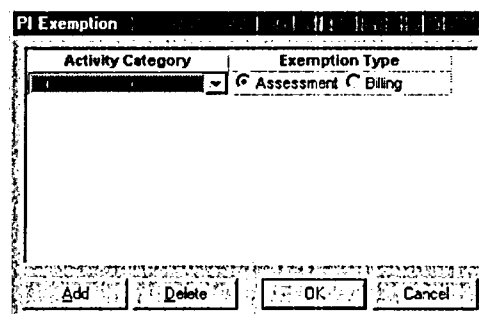 PI Exemption
Activity Category Exemption Type
Assessment Billing
Add Delete OK Cancel